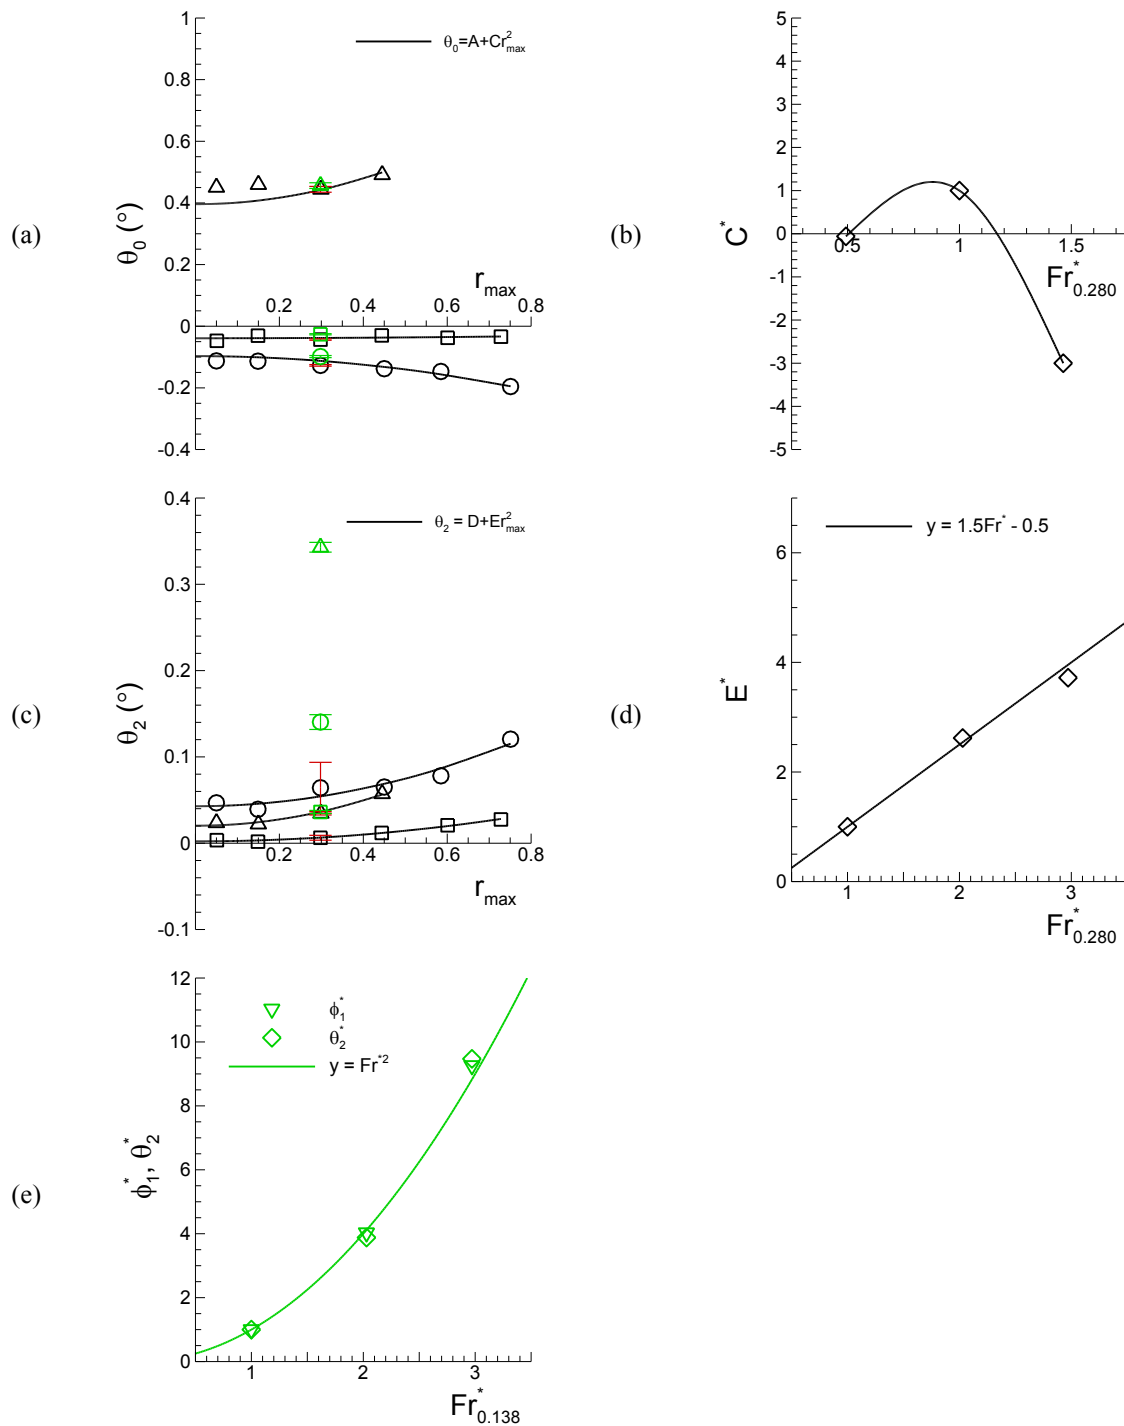 (a)
θ₀ (°)
1
0.8
0.6
0.4
0.2
0
-0.2
-0.4
θ₀=A+Cr²max
rmax
0.2 0.4 0.6 0.8
(b)
C*
5
4
3
2
1
0
-1
-2
-3
-4
-5
0.5 1 1.5
Fr*0.280
(c)
θ₂ (°)
0.4
0.3
0.2
0.1
0
-0.1
θ₂ = D+Er²max
0.2 0.4 0.6 0.8
rmax
(d)
E*
6
4
2
0
y = 1.5Fr* - 0.5
1 2 3
Fr*0.280
(e)
ϕ₁*, θ₂*
12
10
8
6
4
2
0
ϕ₁*
θ₂*
y = Fr*²
1 2 3
Fr*0.138